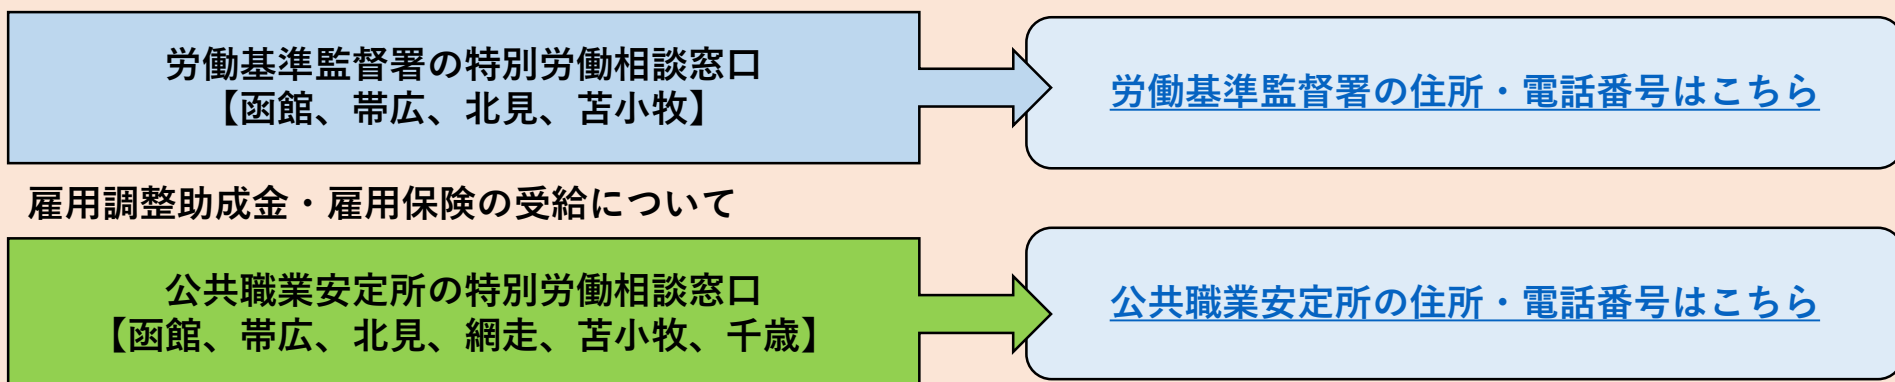 労働基準監督署の特別労働相談窓口
【函館、帯広、北見、苫小牧】
労働基準監督署の住所・電話番号はこちら
雇用調整助成金・雇用保険の受給について
公共職業安定所の特別労働相談窓口
【函館、帯広、北見、網走、苫小牧、千歳】
公共職業安定所の住所・電話番号はこちら